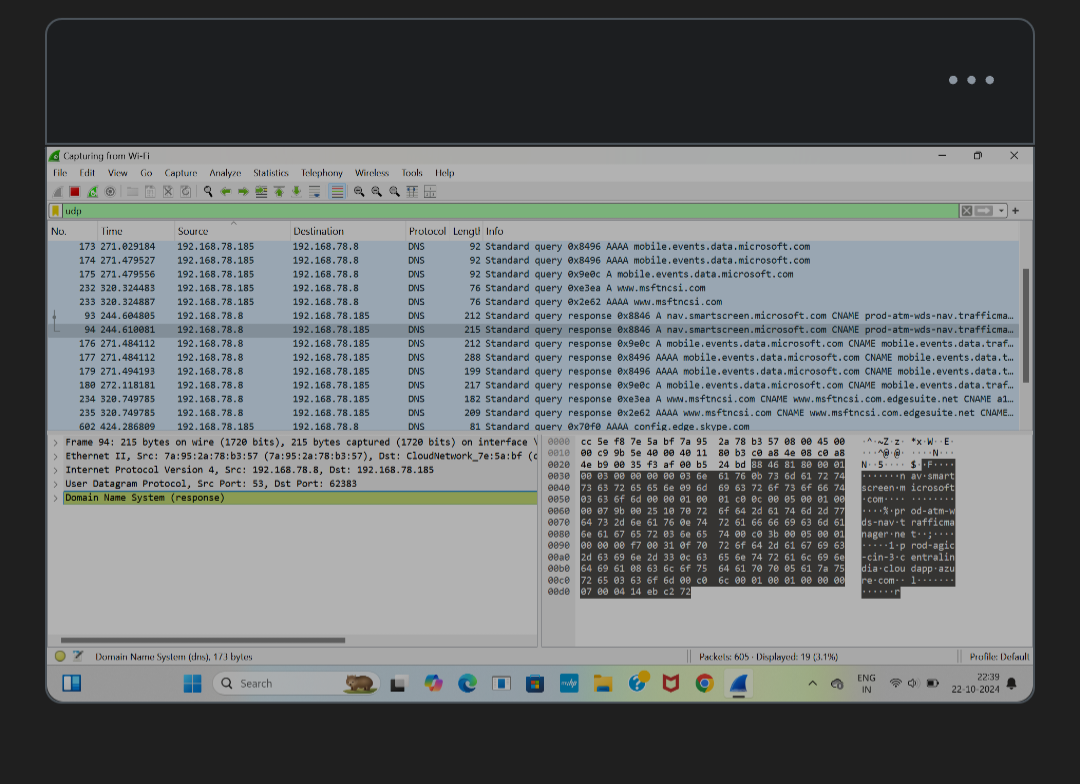 Capturing from Wi-Fi
File Edit View Go Capture Analyze Statistics Telephony Wireless Tools Help
udp
No. Time Source Destination Protocol Length Info
173 271.029184 192.168.78.185 192.168.78.8 DNS 92 Standard query 0x8496 AAAA mobile.events.data.microsoft.com
174 271.479527 192.168.78.185 192.168.78.8 DNS 92 Standard query 0x8496 AAAA mobile.events.data.microsoft.com
175 271.479556 192.168.78.185 192.168.78.8 DNS 92 Standard query 0x9e0c A mobile.events.data.microsoft.com
232 320.324483 192.168.78.185 192.168.78.8 DNS 76 Standard query 0xe3ea A www.msftncsi.com
233 320.324887 192.168.78.185 192.168.78.8 DNS 76 Standard query 0x2e62 AAAA www.msftncsi.com
93 244.604805 192.168.78.8 192.168.78.185 DNS 212 Standard query response 0x8846 A nav.smartscreen.microsoft.com CNAME prod-atm-wds-nav.trafficma…
94 244.610081 192.168.78.8 192.168.78.185 DNS 215 Standard query response 0x8846 A nav.smartscreen.microsoft.com CNAME prod-atm-wds-nav.trafficma…
176 271.484112 192.168.78.8 192.168.78.185 DNS 212 Standard query response 0x9e0c A mobile.events.data.microsoft.com CNAME mobile.events.data.traf…
177 271.484112 192.168.78.8 192.168.78.185 DNS 288 Standard query response 0x8496 AAAA mobile.events.data.microsoft.com CNAME mobile.events.data.t…
179 271.494193 192.168.78.8 192.168.78.185 DNS 199 Standard query response 0x8496 AAAA mobile.events.data.microsoft.com CNAME mobile.events.data.t…
180 272.118181 192.168.78.8 192.168.78.185 DNS 217 Standard query response 0x9e0c A mobile.events.data.microsoft.com CNAME mobile.events.data.traf…
234 320.749785 192.168.78.8 192.168.78.185 DNS 182 Standard query response 0xe3ea A www.msftncsi.com CNAME www.msftncsi.com.edgesuite.net CNAME a1…
235 320.749785 192.168.78.8 192.168.78.185 DNS 209 Standard query response 0x2e62 AAAA www.msftncsi.com CNAME www.msftncsi.com.edgesuite.net CNAME…
602 424.286809 192.168.78.8 192.168.78.185 DNS 81 Standard query 0x70f0 AAAA config.edge.skype.com
Frame 94: 215 bytes on wire (1720 bits), 215 bytes captured (1720 bits) on interface \
Ethernet II, Src: 7a:95:2a:78:b3:57 (7a:95:2a:78:b3:57), Dst: CloudNetwork_7e:5a:bf (c
Internet Protocol Version 4, Src: 192.168.78.8, Dst: 192.168.78.185
User Datagram Protocol, Src Port: 53, Dst Port: 62383
Domain Name System (response)
0000 cc 5e f8 7e 5a bf 7a 95 2a 78 b3 57 08 00 45 00 ·^·~Z·z· *x·W··E·
0010 00 c9 9b 5e 40 00 40 11 80 b3 c0 a8 4e 08 c0 a8 ···^@·@· ····N···
0020 4e b9 00 35 f3 af 00 b5 24 bd 88 46 81 80 00 01 N··5···· $··F····
0030 00 03 00 00 00 00 03 6e 61 76 0b 73 6d 61 72 74 ·······n av·smart
0040 73 63 72 65 65 6e 09 6d 69 63 72 6f 73 6f 66 74 screen·m icrosoft
0050 03 63 6f 6d 00 00 01 00 01 c0 0c 00 05 00 01 00 ·com···· ········
0060 00 07 9b 00 25 10 70 72 6f 64 2d 61 74 6d 2d 77 ····%·pr od-atm-w
0070 64 73 2d 6e 61 76 0e 74 72 61 66 66 69 63 6d 61 ds-nav·t rafficma
0080 6e 61 67 65 72 03 6e 65 74 00 c0 3b 00 05 00 01 nager·ne t··;····
0090 00 00 00 f7 00 31 0f 70 72 6f 64 2d 61 67 69 63 ·····1·p rod-agic
00a0 2d 63 69 6e 2d 33 0c 63 65 6e 74 72 61 6c 69 6e -cin-3·c entralin
00b0 64 69 61 08 63 6c 6f 75 64 61 70 70 05 61 7a 75 dia·clou dapp·azu
00c0 72 65 03 63 6f 6d 00 c0 6c 00 01 00 01 00 00 00 re·com·· l·······
00d0 07 00 04 14 eb c2 72 ······r
Domain Name System (dns), 173 bytes
Packets: 605 · Displayed: 19 (3.1%)
Profile: Default
Search
myhp
ENG
IN
22:39
22-10-2024